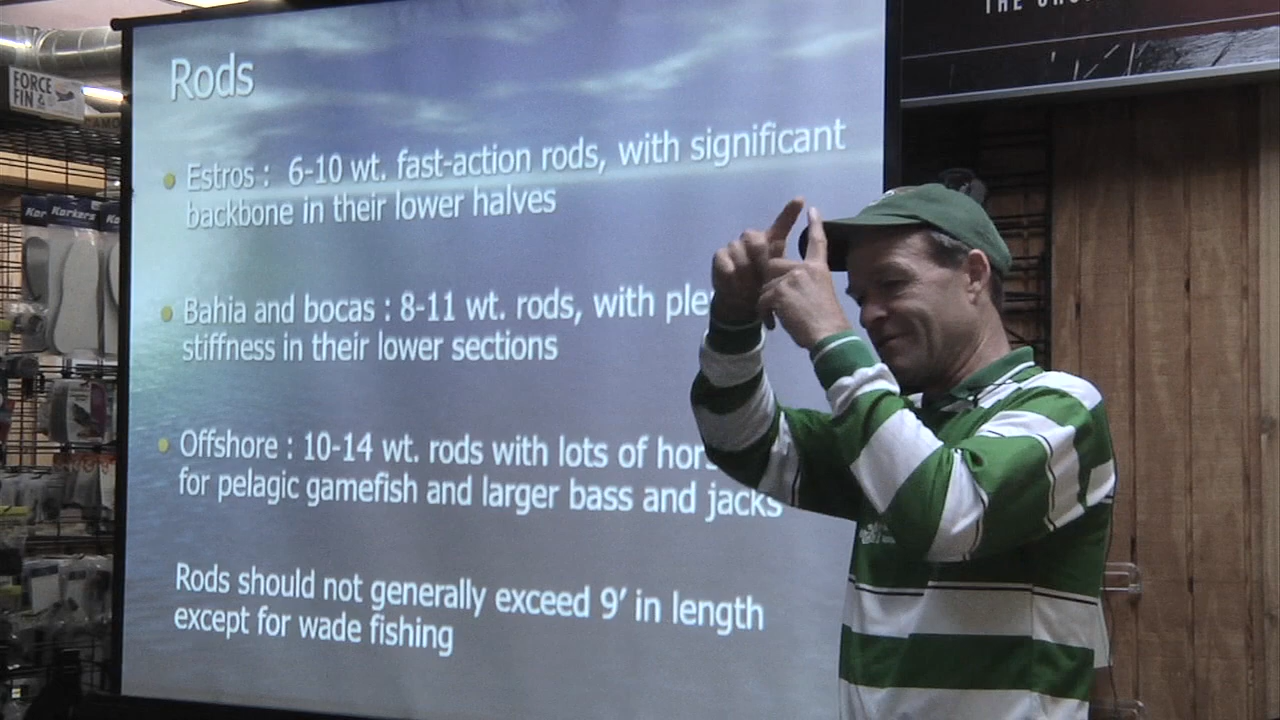 THE
FORCE
FIN
Rods
Estros : 6-10 wt. fast-action rods, with significant
backbone in their lower halves
Korkers
Bahia and bocas : 8-11 wt. rods, with
stiffness in their lower sections
Offshore : 10-14 wt. rods with lots of
for pelagic gamefish and larger bass and jacks
Rods should not generally exceed 9' in length
except for wade fishing